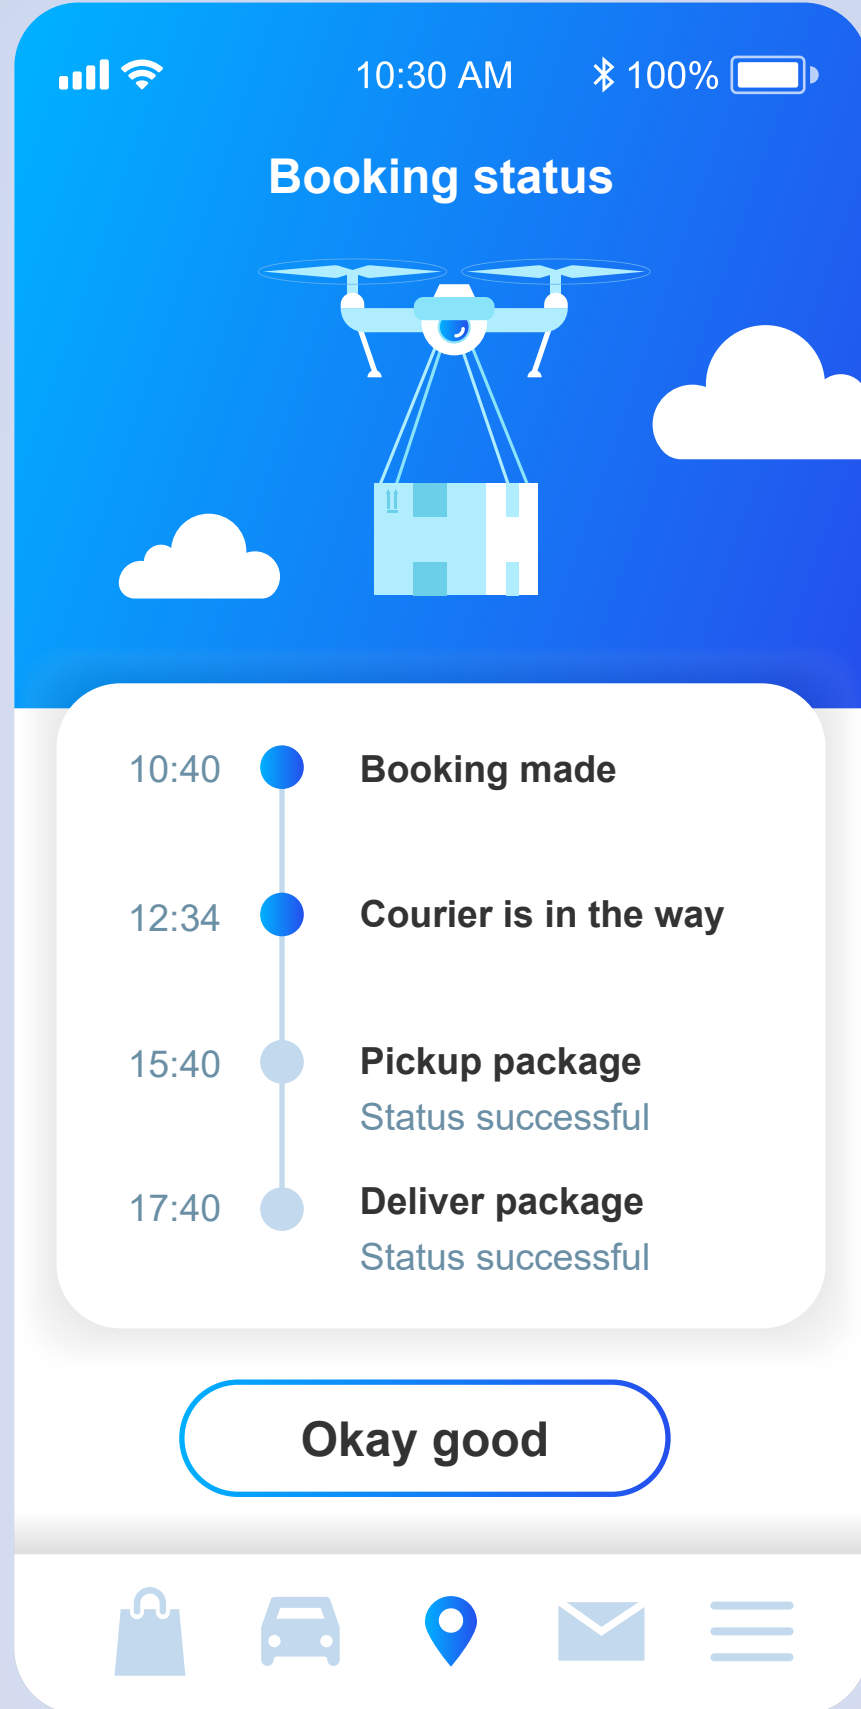 10:30 AM 100%
Booking status
10:40 Booking made
12:34 Courier is in the way
15:40 Pickup package
Status successful
17:40 Deliver package
Status successful
Okay good